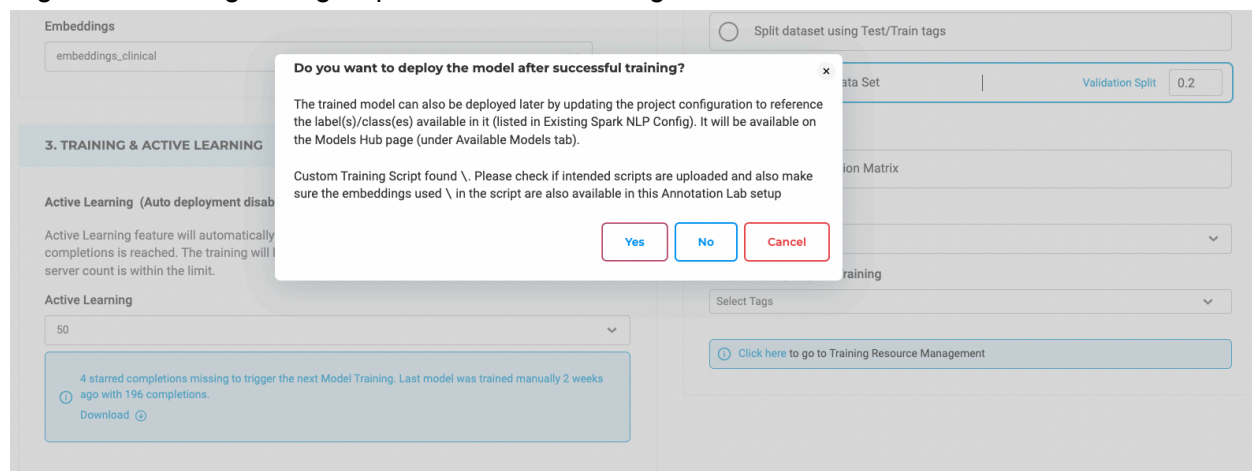 Embeddings
embeddings_clinical
Split dataset using Test/Train tags
Do you want to deploy the model after successful training?
ata Set
Validation Split
0.2
The trained model can also be deployed later by updating the project configuration to reference
the label(s)/class(es) available in it (listed in Existing Spark NLP Config). It will be available on
the Models Hub page (under Available Models tab).
Custom Training Script found \. Please check if intended scripts are uploaded and also make
sure the embeddings used \ in the script are also available in this Annotation Lab setup
Yes
No
Cancel
3. TRAINING & ACTIVE LEARNING
ion Matrix
Active Learning (Auto deployment disab
Active Learning feature will automatically
completions is reached. The training will
server count is within the limit.
raining
Active Learning
50
Select Tags
4 starred completions missing to trigger the next Model Training. Last model was trained manually 2 weeks
ago with 196 completions.
Download
Click here to go to Training Resource Management